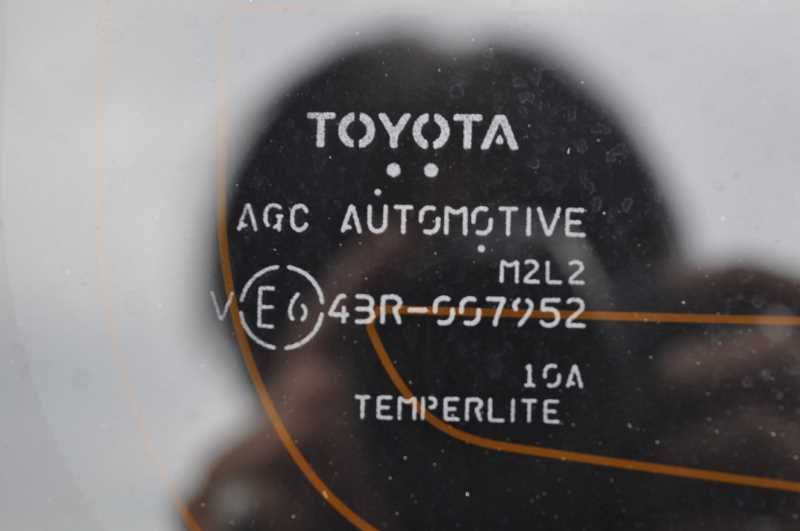 TOYOTA
AGC AUTOMOTIVE
M2L2
V E6 43R-007952
10A
TEMPERLITE